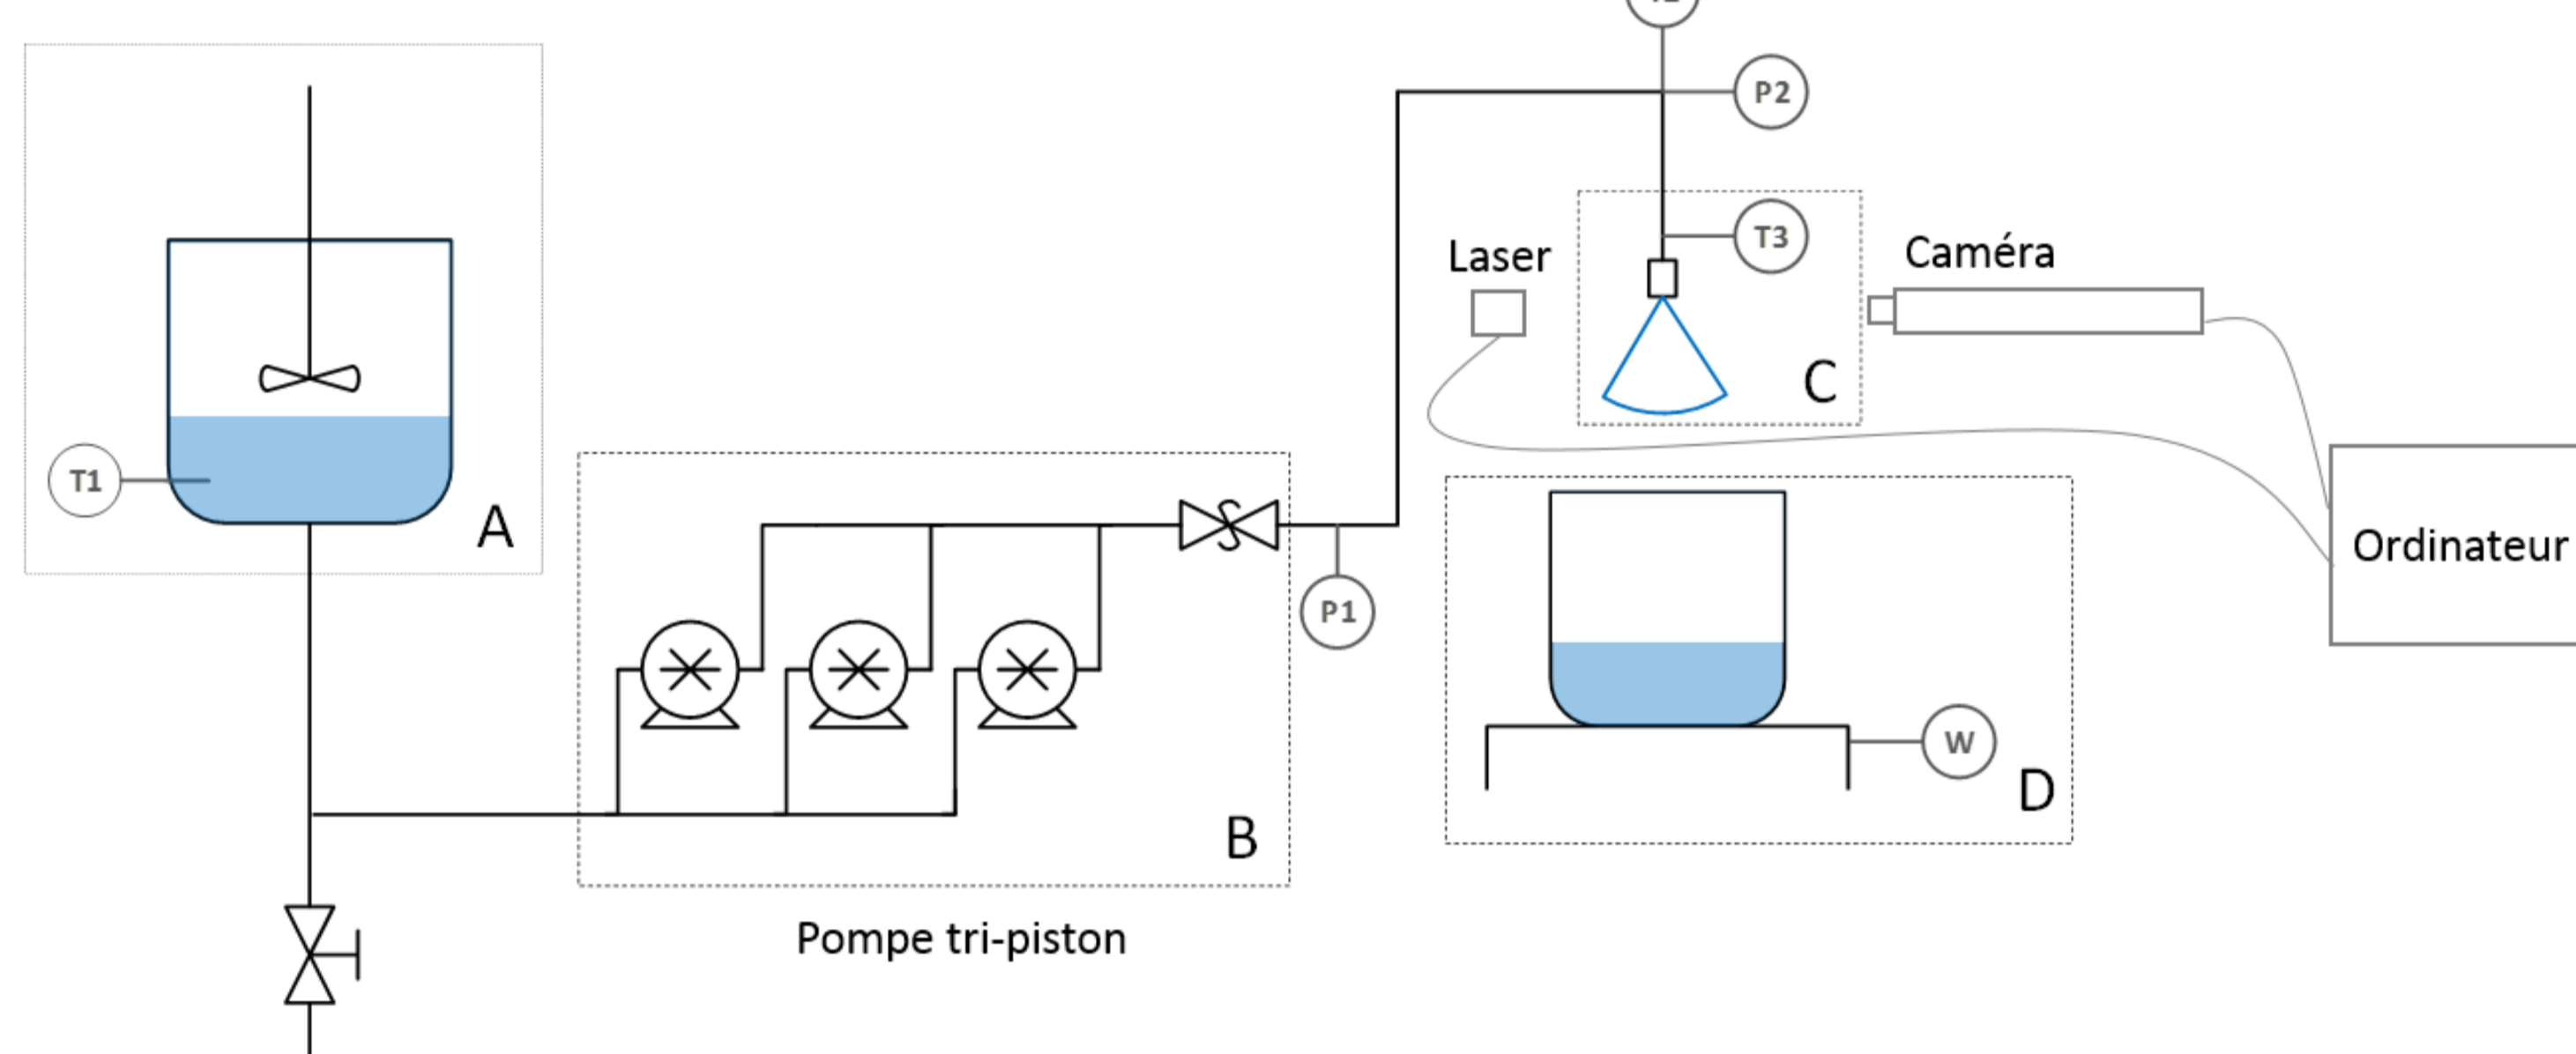 P2
T3
Laser
Caméra
C
T1
A
Ordinateur
P1
W
D
B
Pompe tri-piston